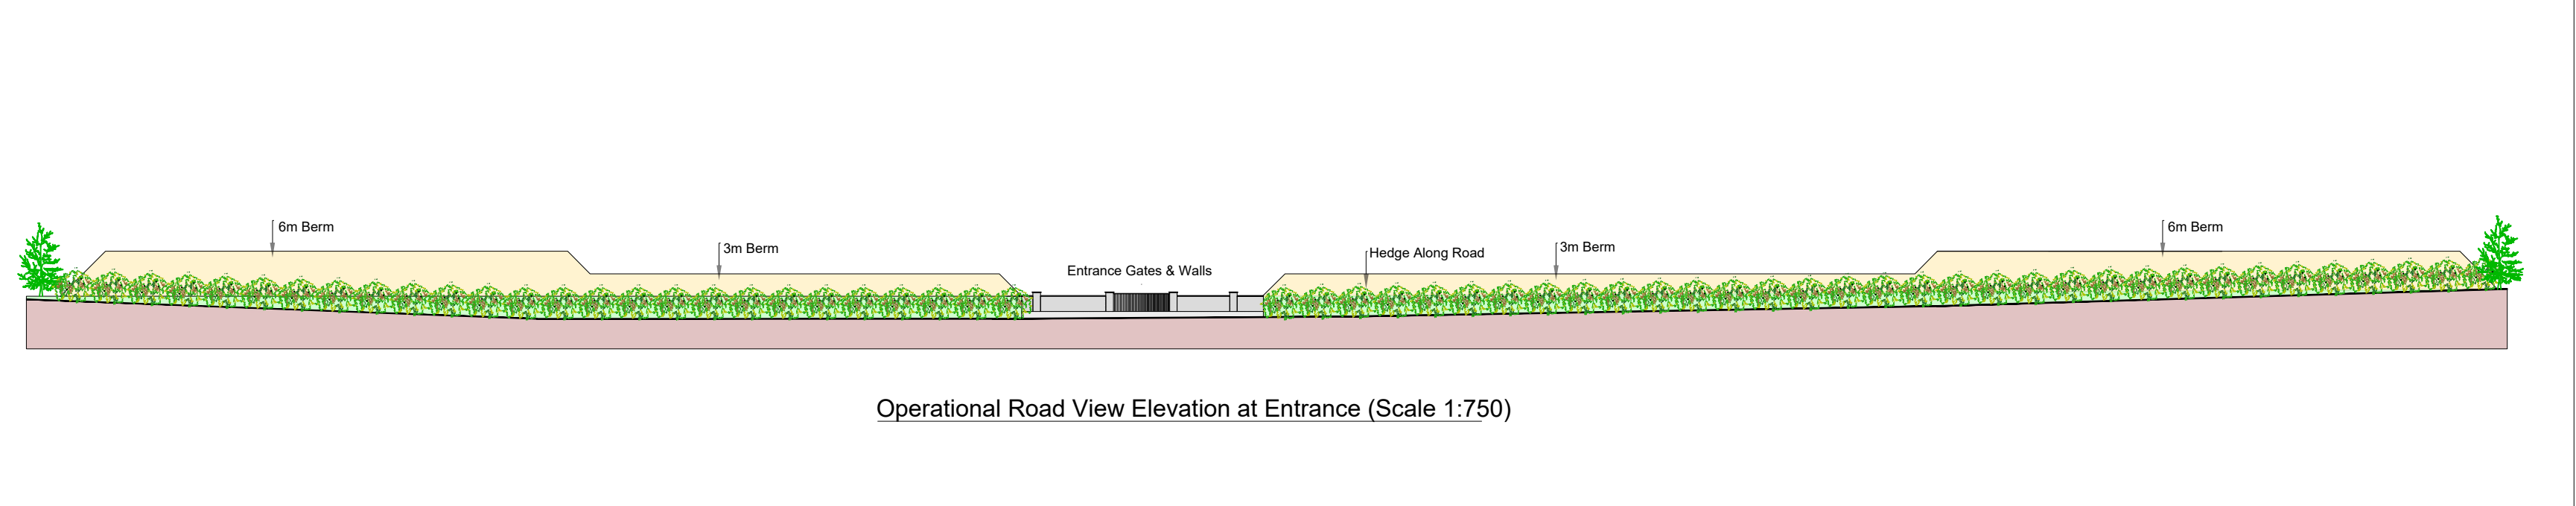 6m Berm
3m Berm
Entrance Gates & Walls
Hedge Along Road
3m Berm
6m Berm
Operational Road View Elevation at Entrance (Scale 1:750)